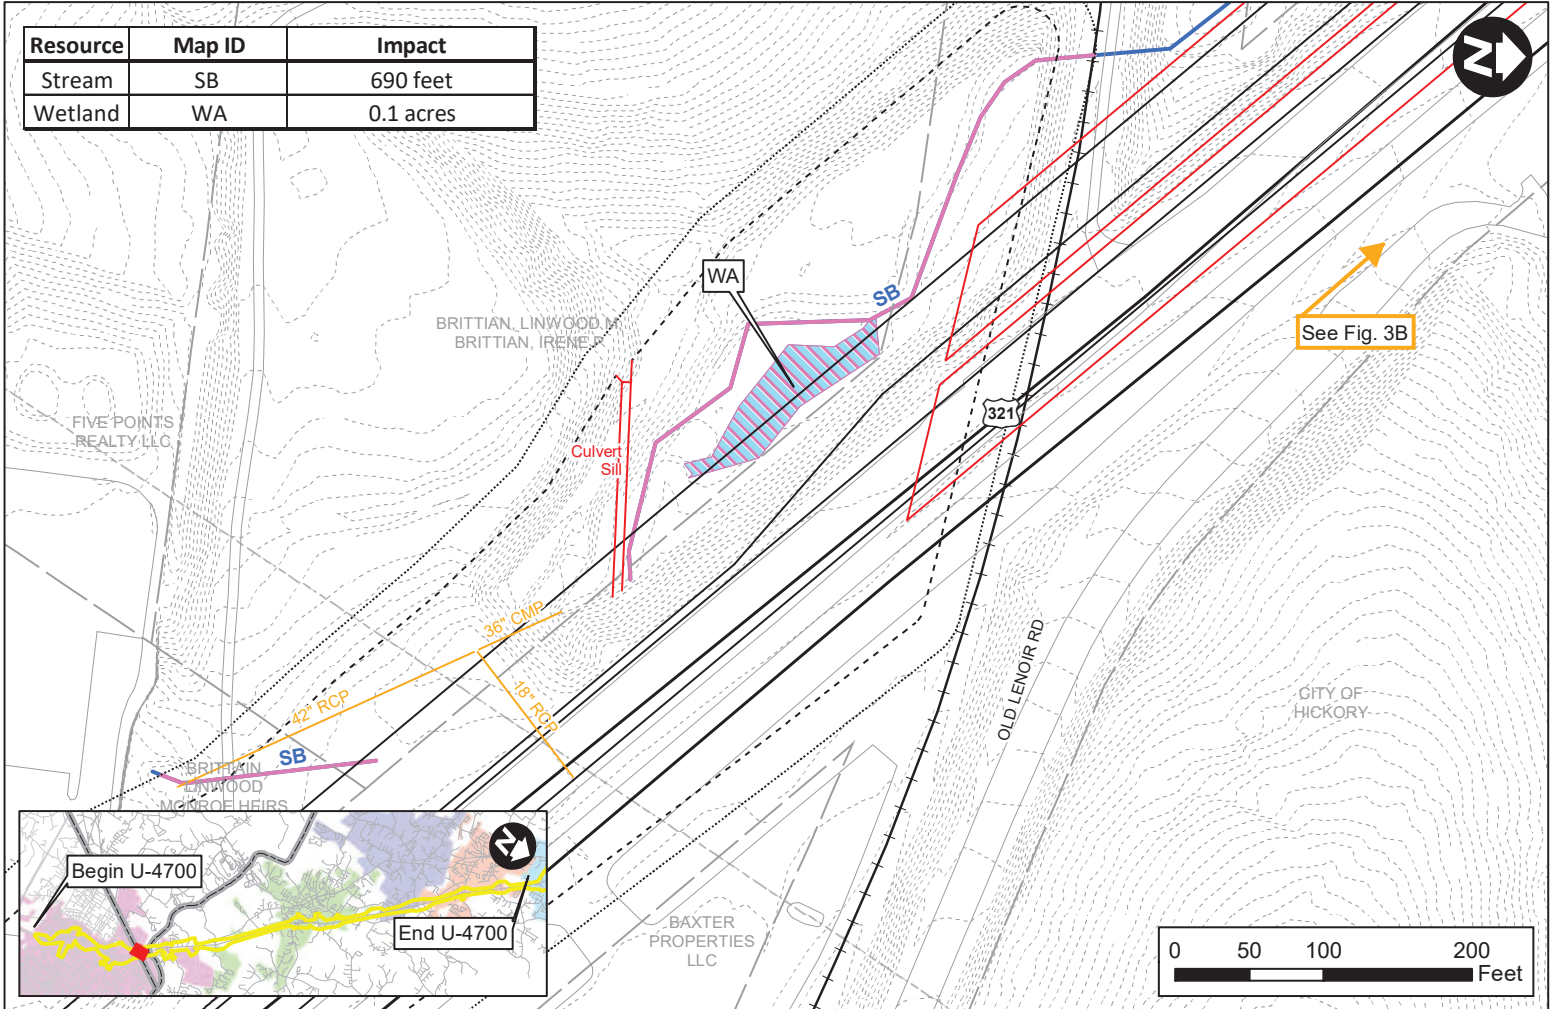 Resource Map ID Impact
Stream SB 690 feet
Wetland WA 0.1 acres
N
WA
SB
BRITTIAN, LINWOOD M
BRITTIAN, IRENE P
See Fig. 3B
FIVE POINTS
REALTY LLC
321
Culvert
Sill
36" CMP
42" RCP
18" RCP
OLD LENOIR RD
CITY OF
HICKORY
SB
BRITTIAN
LINWOOD
MONROE HEIRS
N
Begin U-4700
End U-4700
BAXTER
PROPERTIES
LLC
0 50 100 200
Feet